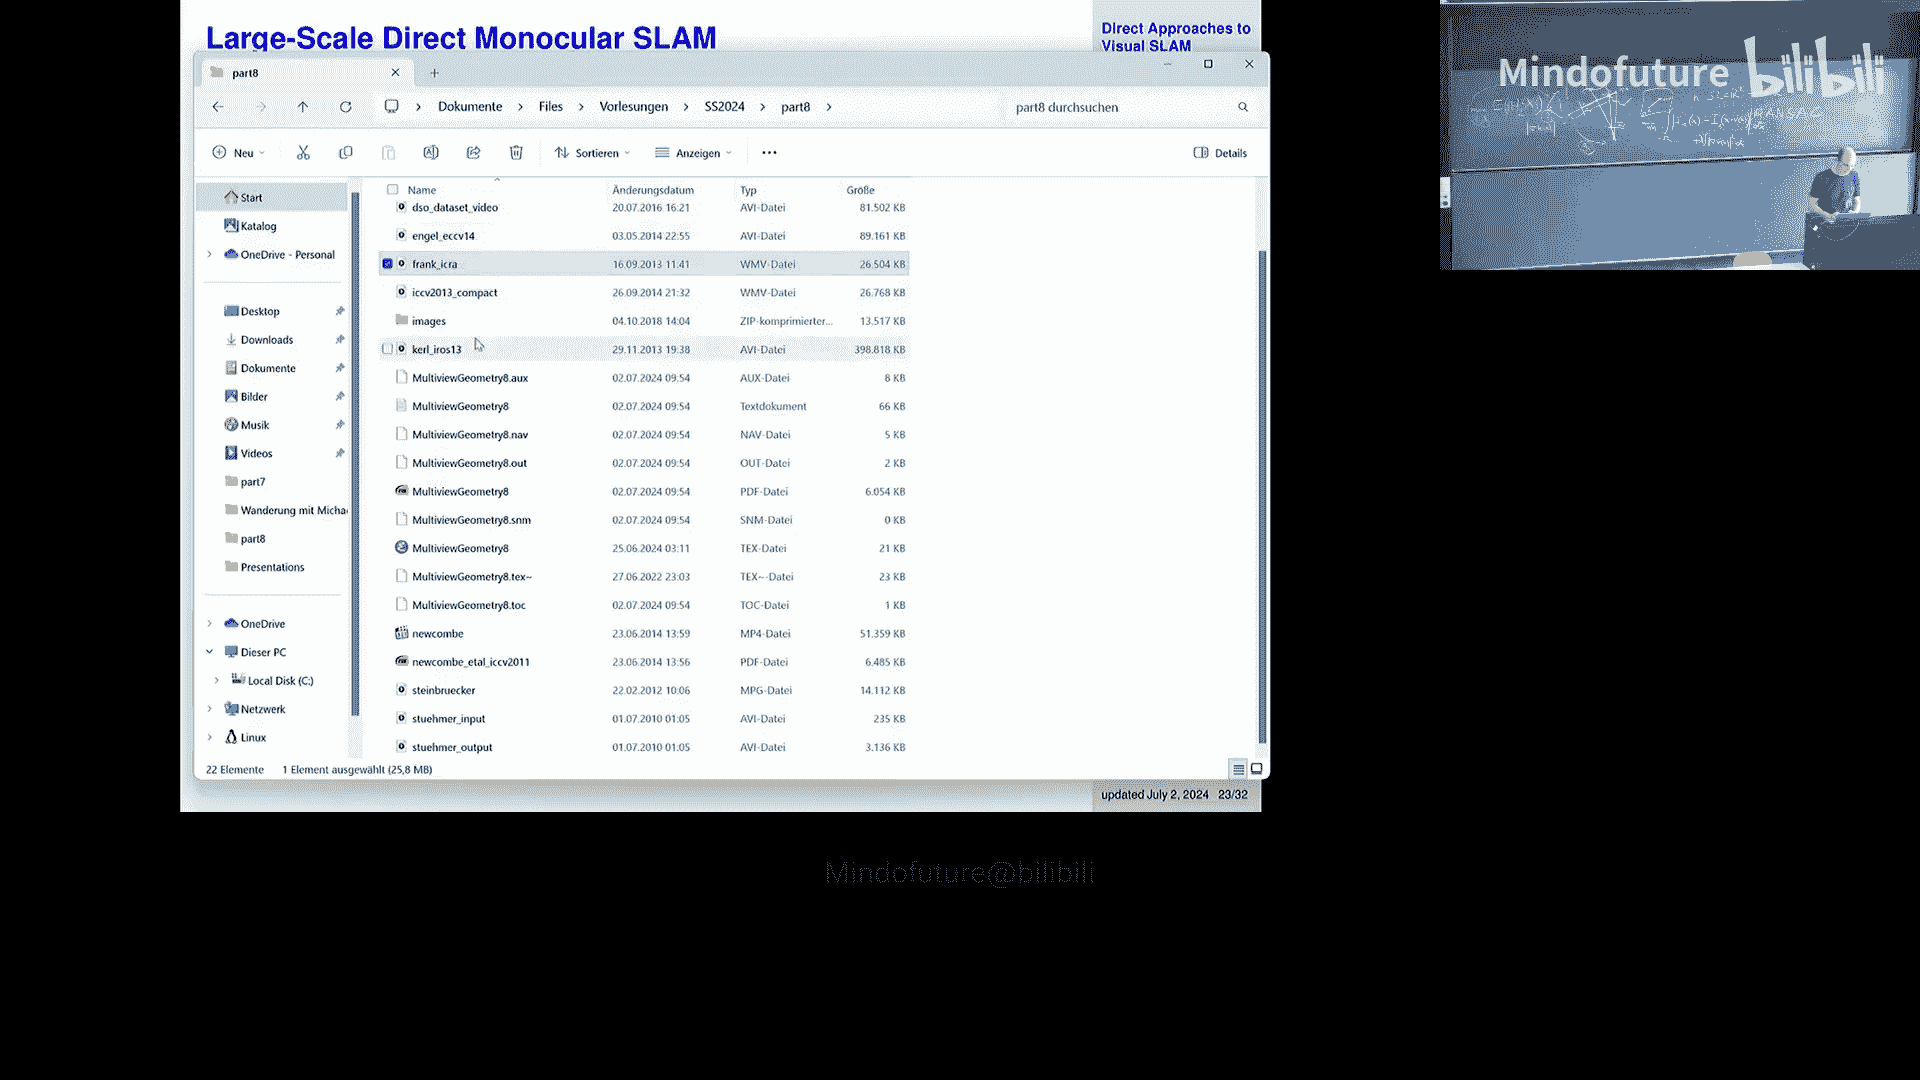 Large-Scale Direct Monocular SLAM
Direct Approaches to
Visual SLAM
part8
Dokumente > Files > Vorlesungen > SS2024 > part8 >
part8 durchsuchen
Neu
Sortieren
Anzeigen
Details
Start
Katalog
OneDrive - Personal
Desktop
Downloads
Dokumente
Bilder
Musik
Videos
part7
Wanderung mit Micha
part8
Presentations
OneDrive
Dieser PC
Local Disk (C:)
Netzwerk
Linux
Name Änderungsdatum Typ Größe
dso_dataset_video 20.07.2016 16:21 AVI-Datei 81.502 KB
engel_eccv14 03.05.2014 22:55 AVI-Datei 89.161 KB
frank_icra 16.09.2013 11:41 WMV-Datei 26.504 KB
iccv2013_compact 26.09.2014 21:32 WMV-Datei 26.768 KB
images 04.10.2018 14:04 ZIP-komprimierter... 13.517 KB
kerl_iros13 29.11.2013 19:38 AVI-Datei 398.818 KB
MultiviewGeometry8.aux 02.07.2024 09:54 AUX-Datei 8 KB
MultiviewGeometry8 02.07.2024 09:54 Textdokument 66 KB
MultiviewGeometry8.nav 02.07.2024 09:54 NAV-Datei 5 KB
MultiviewGeometry8.out 02.07.2024 09:54 OUT-Datei 2 KB
MultiviewGeometry8 02.07.2024 09:54 PDF-Datei 6.054 KB
MultiviewGeometry8.snm 02.07.2024 09:54 SNM-Datei 0 KB
MultiviewGeometry8 25.06.2024 03:11 TEX-Datei 21 KB
MultiviewGeometry8.tex~ 27.06.2022 23:03 TEX~-Datei 23 KB
MultiviewGeometry8.toc 02.07.2024 09:54 TOC-Datei 1 KB
newcombe 23.06.2014 13:59 MP4-Datei 51.359 KB
newcombe_etal_iccv2011 23.06.2014 13:56 PDF-Datei 6.485 KB
steinbruecker 22.02.2012 10:06 MPG-Datei 14.112 KB
stuehmer_input 01.07.2010 01:05 AVI-Datei 235 KB
stuehmer_output 01.07.2010 01:05 AVI-Datei 3.136 KB
22 Elemente 1 Element ausgewählt (25,8 MB)
updated July 2, 2024 23/32
Mindofuture bilibili
RANSAC
Mindofuture@bilibili